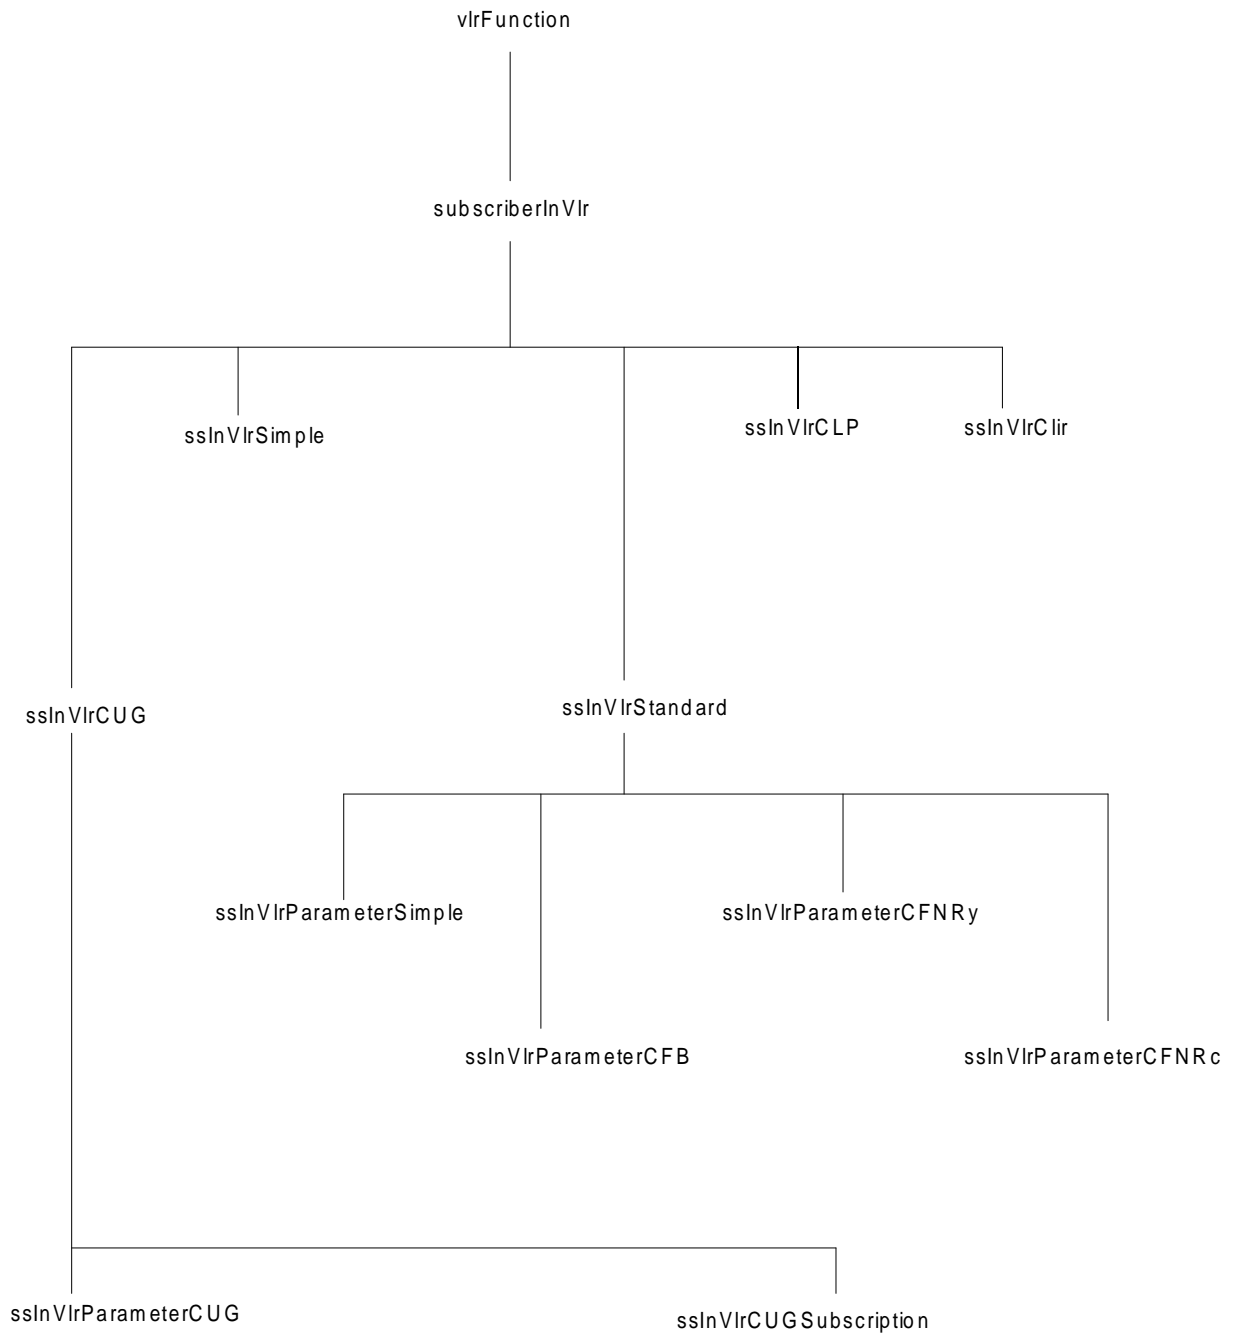 vlrFunction
subscriberInVlr
ssInVlrSimple
ssInVlrCLP
ssInVlrClir
ssInVlrCUG
ssInVlrStandard
ssInVlrParameterSimple
ssInVlrParameterCFNRy
ssInVlrParameterCFB
ssInVlrParameterCFNRc
ssInVlrParameterCUG
ssInVlrCUGSubscription